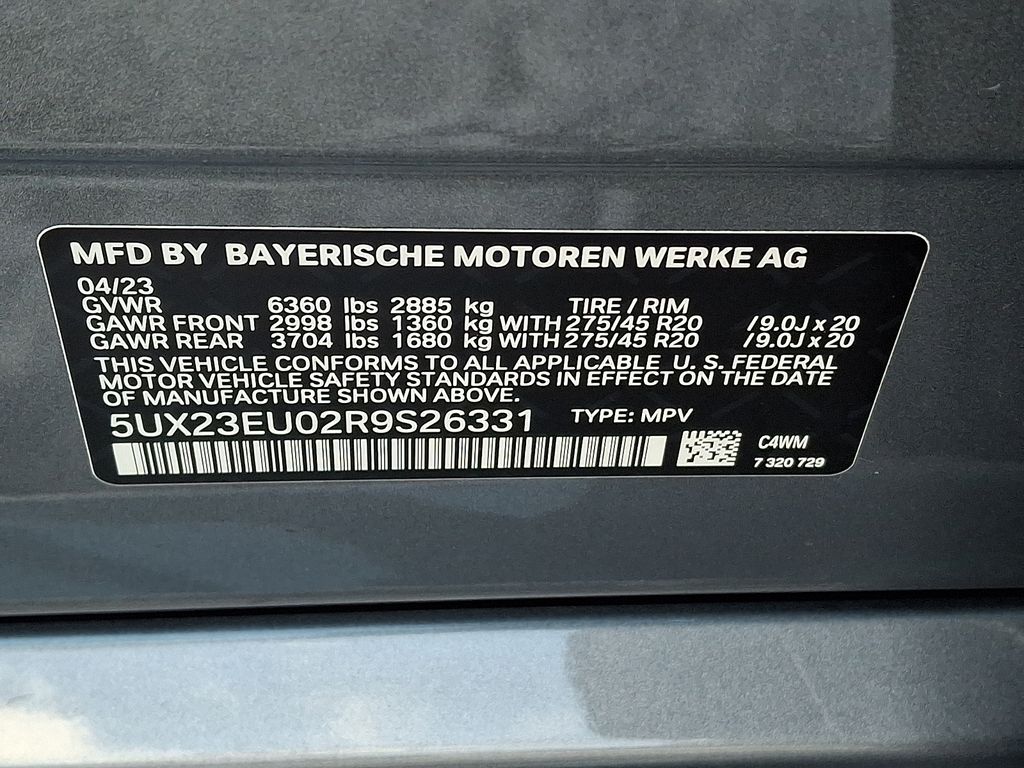 MFD BY BAYERISCHE MOTOREN WERKE AG
04/23
GVWR 6360 lbs 2885 kg TIRE / RIM
GAWR FRONT 2998 lbs 1360 kg WITH 275/45 R20 /9.0J x 20
GAWR REAR 3704 lbs 1680 kg WITH 275/45 R20 /9.0J x 20
THIS VEHICLE CONFORMS TO ALL APPLICABLE U.S. FEDERAL
MOTOR VEHICLE SAFETY STANDARDS IN EFFECT ON THE DATE
OF MANUFACTURE SHOWN ABOVE.
5UX23EU02R9S26331 TYPE: MPV
C4WM
7 320 729